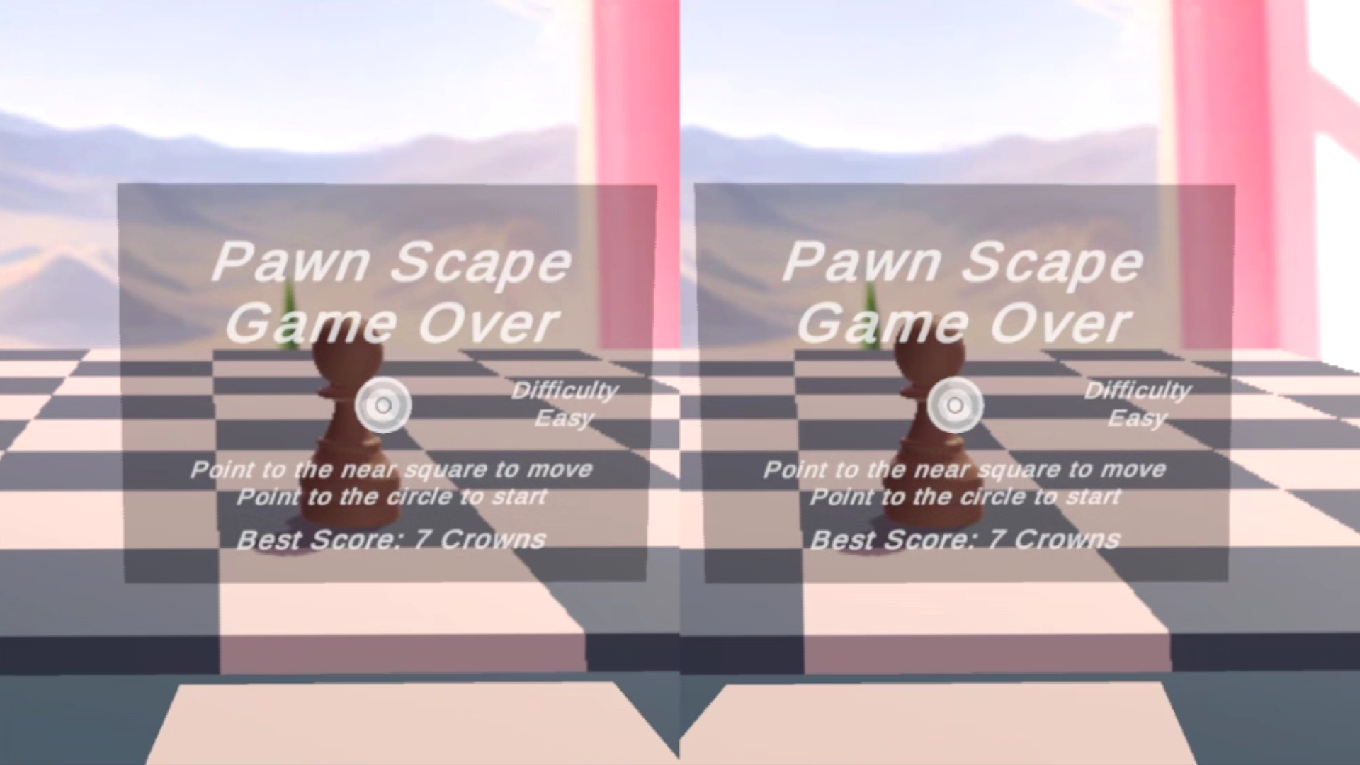 Pawn Scape
Game Over
Difficulty
Easy
Point to the near square to move
Point to the circle to start
Best Score: 7 Crowns
Pawn Scape
Game Over
Difficulty
Easy
Point to the near square to move
Point to the circle to start
Best Score: 7 Crowns